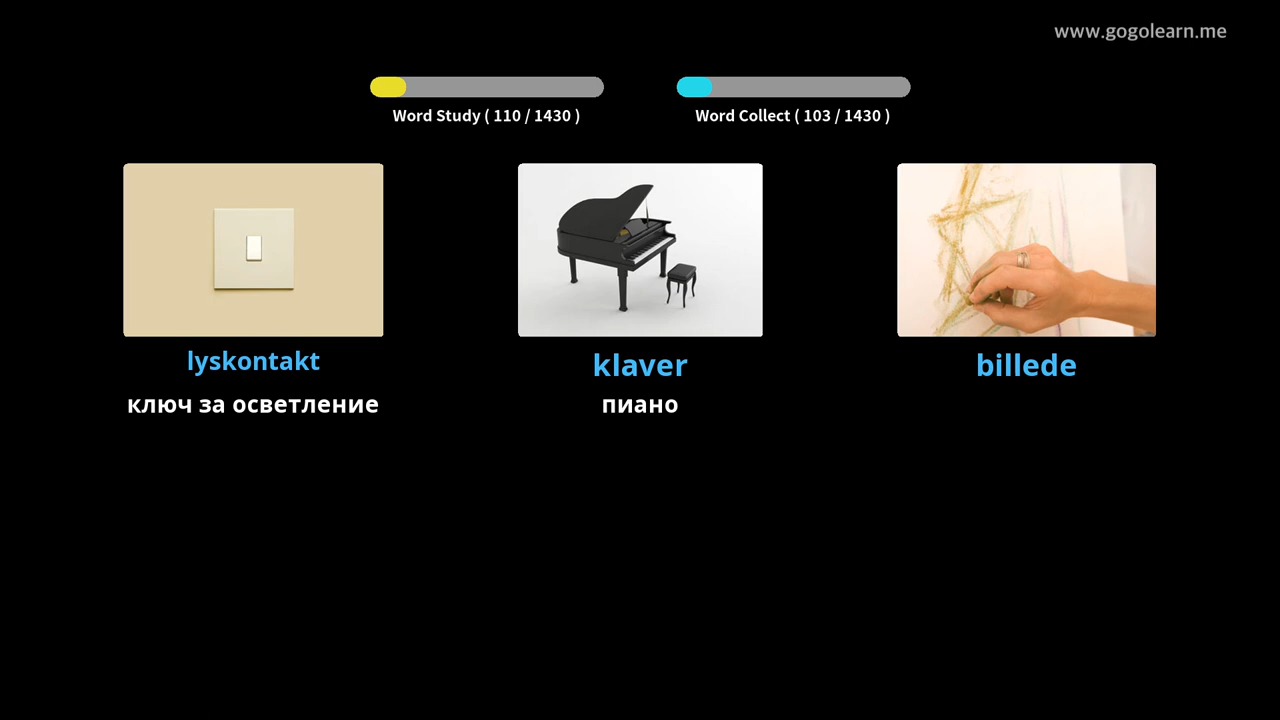 www.gogolearn.me
Word Study ( 110 / 1430 )
Word Collect ( 103 / 1430 )
lyskontakt
ключ за осветление
klaver
пиано
billede